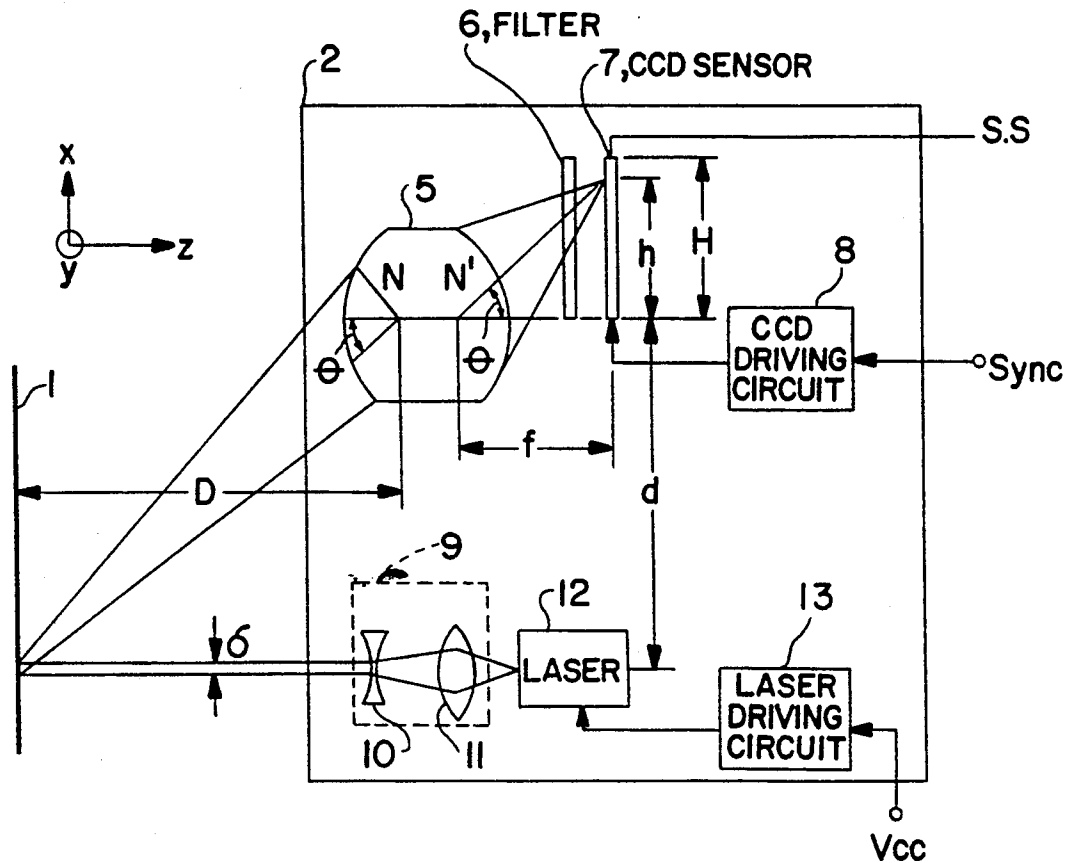 6, FILTER
2
7, CCD SENSOR
S.S
x
y
z
5
N
N'
θ
θ
h
H
8
CCD
DRIVING
CIRCUIT
Sync
1
f
D
d
9
12
13
σ
LASER
LASER
DRIVING
CIRCUIT
10
11
Vcc